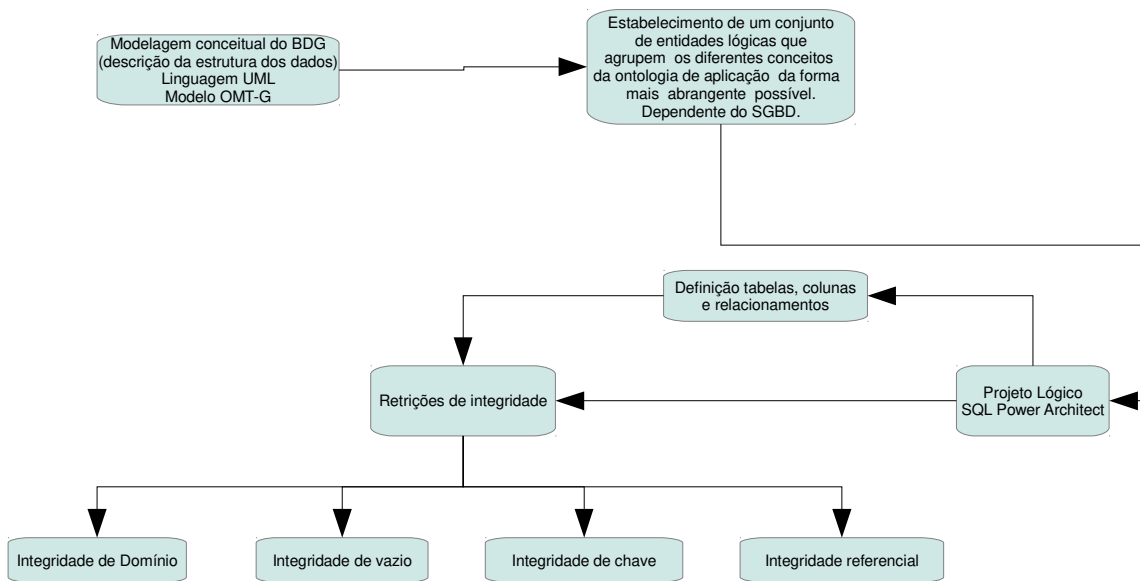 Modelagem conceitual do BDG
(descrição da estrutura dos dados)
Linguagem UML
Modelo OMT-G
Estabelecimento de um conjunto
de entidades lógicas que
agrupem os diferentes conceitos
da ontologia de aplicação da forma
mais abrangente possível.
Dependente do SGBD.
Definição tabelas, colunas
e relacionamentos
Retrições de integridade
Projeto Lógico
SQL Power Architect
Integridade de Domínio
Integridade de vazio
Integridade de chave
Integridade referencial